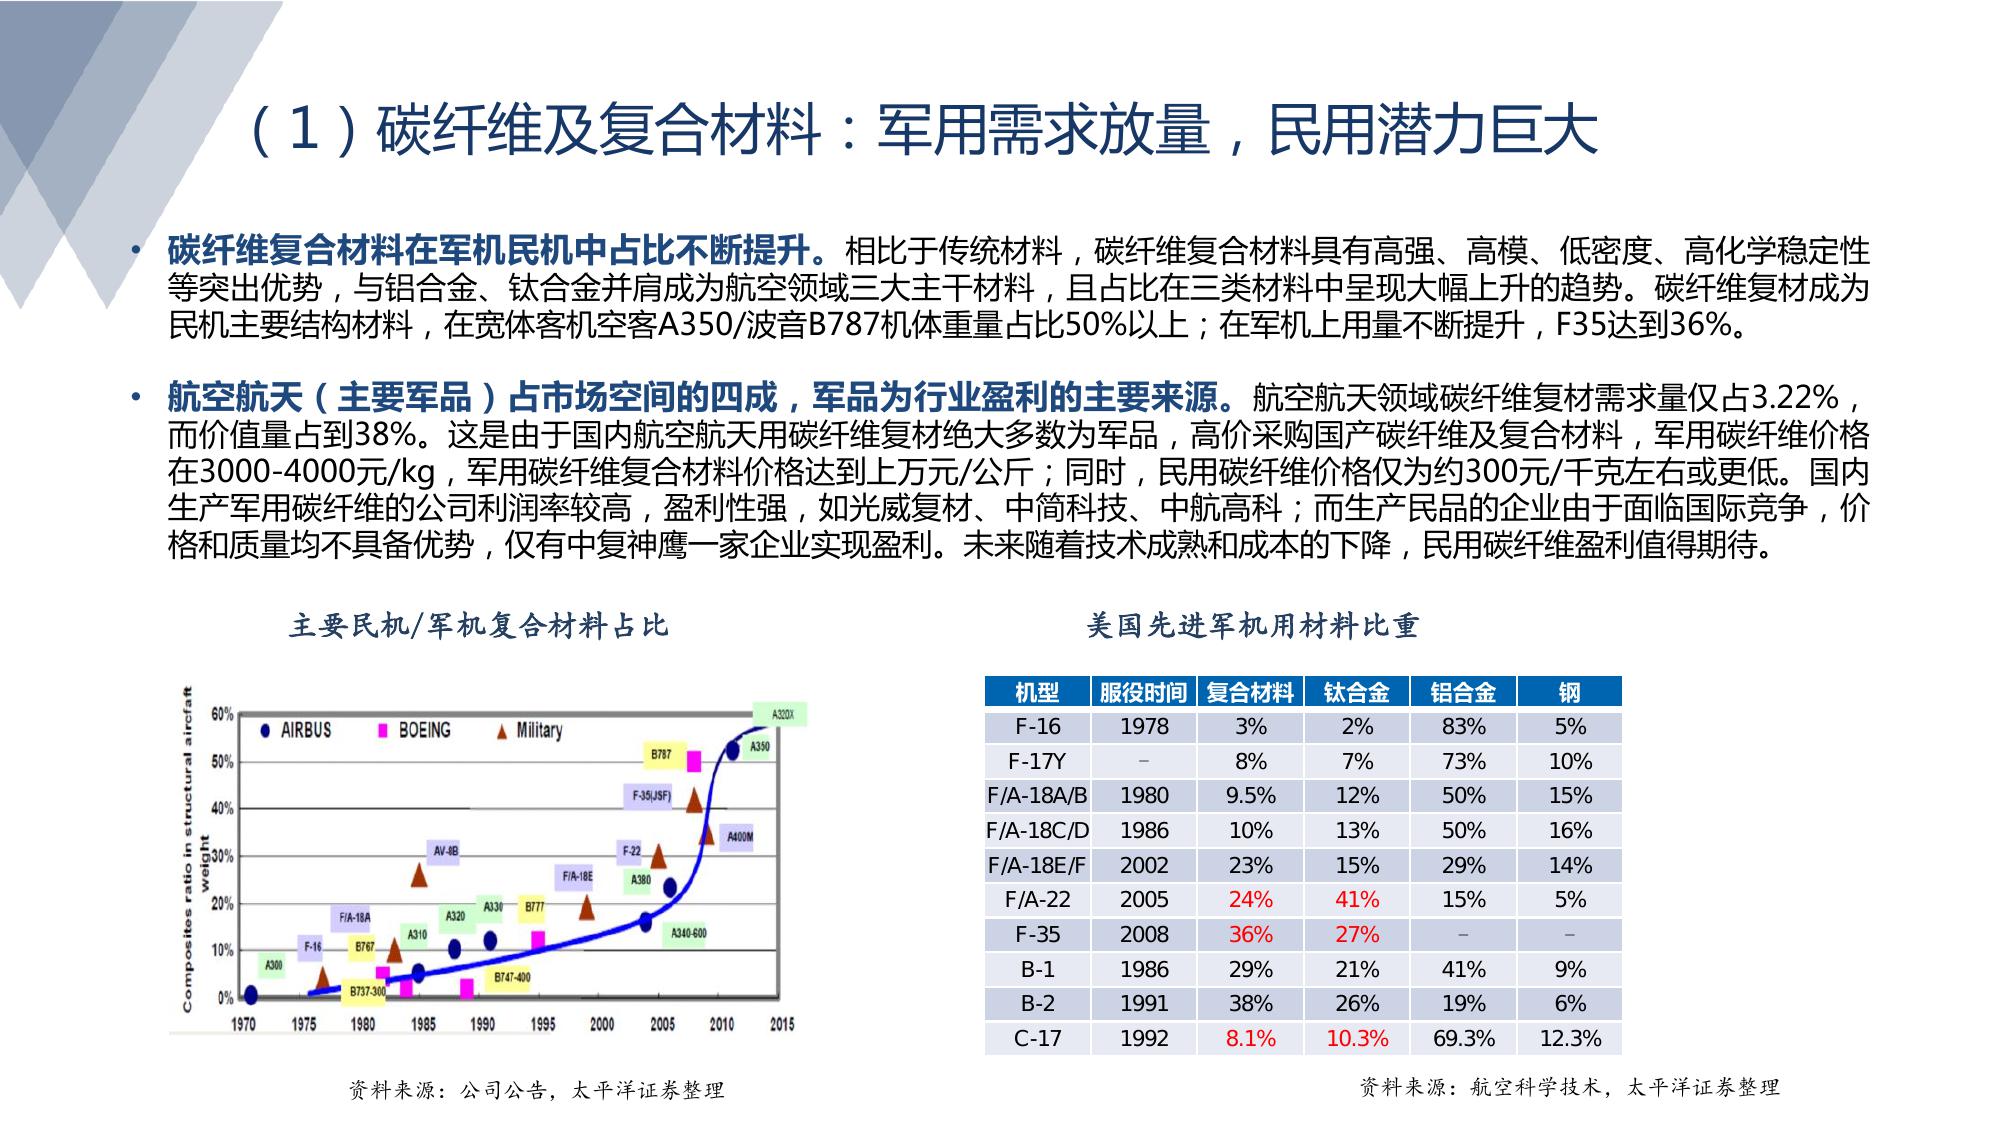 （1）碳纤维及复合材料：军用需求放量，民用潜力巨大
• 碳纤维复合材料在军机民机中占比不断提升。相比于传统材料，碳纤维复合材料具有高强、高模、低密度、高化学稳定性
等突出优势，与铝合金、钛合金并肩成为航空领域三大主干材料，且占比在三类材料中呈现大幅上升的趋势。碳纤维复材成为
民机主要结构材料，在宽体客机空客A350/波音B787机体重量占比50%以上；在军机上用量不断提升，F35达到36%。
• 航空航天（主要军品）占市场空间的四成，军品为行业盈利的主要来源。航空航天领域碳纤维复材需求量仅占3.22%，
而价值量占到38%。这是由于国内航空航天用碳纤维复材绝大多数为军品，高价采购国产碳纤维及复合材料，军用碳纤维价格
在3000-4000元/kg，军用碳纤维复合材料价格达到上万元/公斤；同时，民用碳纤维价格仅为约300元/千克左右或更低。国内
生产军用碳纤维的公司利润率较高，盈利性强，如光威复材、中简科技、中航高科；而生产民品的企业由于面临国际竞争，价
格和质量均不具备优势，仅有中复神鹰一家企业实现盈利。未来随着技术成熟和成本的下降，民用碳纤维盈利值得期待。
主要民机/军机复合材料占比
Composites ratio in structural aircfaft
weight
60%
50%
40%
30%
20%
10%
0%
AIRBUS BOEING Military
A320X
A350
B787
F-35(JSF)
A400M
AV-8B
F-22
F/A-18E
A380
A330
B777
A320
F/A-18A
A310
A340-600
F-16
B767
A300
B747-400
B737-300
1970 1975 1980 1985 1990 1995 2000 2005 2010 2015
资料来源：公司公告，太平洋证券整理
美国先进军机用材料比重
机型 服役时间 复合材料 钛合金 铝合金 钢
F-16 1978 3% 2% 83% 5%
F-17Y – 8% 7% 73% 10%
F/A-18A/B 1980 9.5% 12% 50% 15%
F/A-18C/D 1986 10% 13% 50% 16%
F/A-18E/F 2002 23% 15% 29% 14%
F/A-22 2005 24% 41% 15% 5%
F-35 2008 36% 27% – –
B-1 1986 29% 21% 41% 9%
B-2 1991 38% 26% 19% 6%
C-17 1992 8.1% 10.3% 69.3% 12.3%
资料来源：航空科学技术，太平洋证券整理